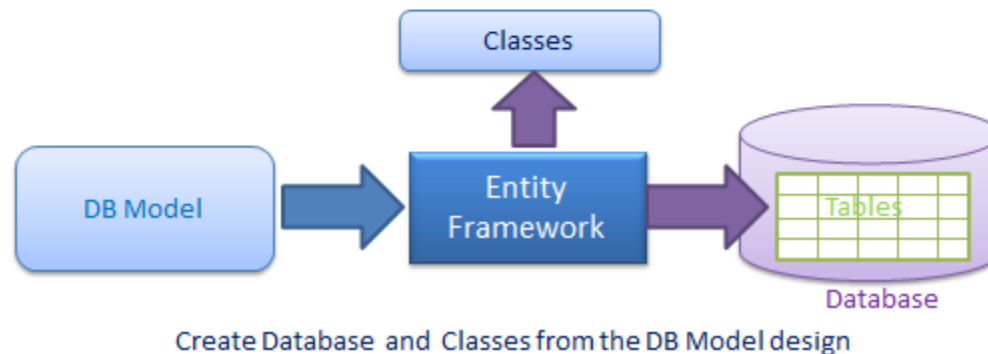 Classes
DB Model
Entity
Framework
Tables
Database
Create Database and Classes from the DB Model design